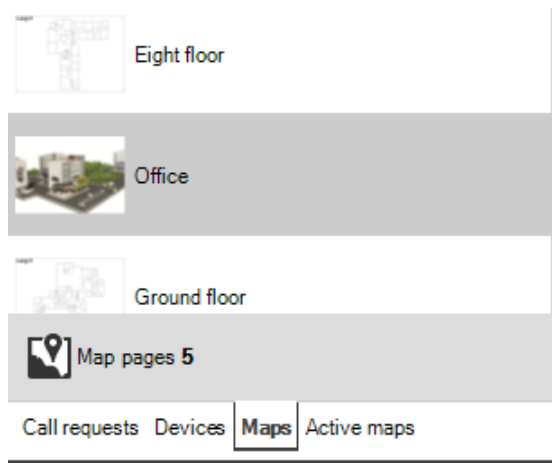 Eight floor
Office
Ground floor
Map pages 5
Call requests Devices Maps Active maps